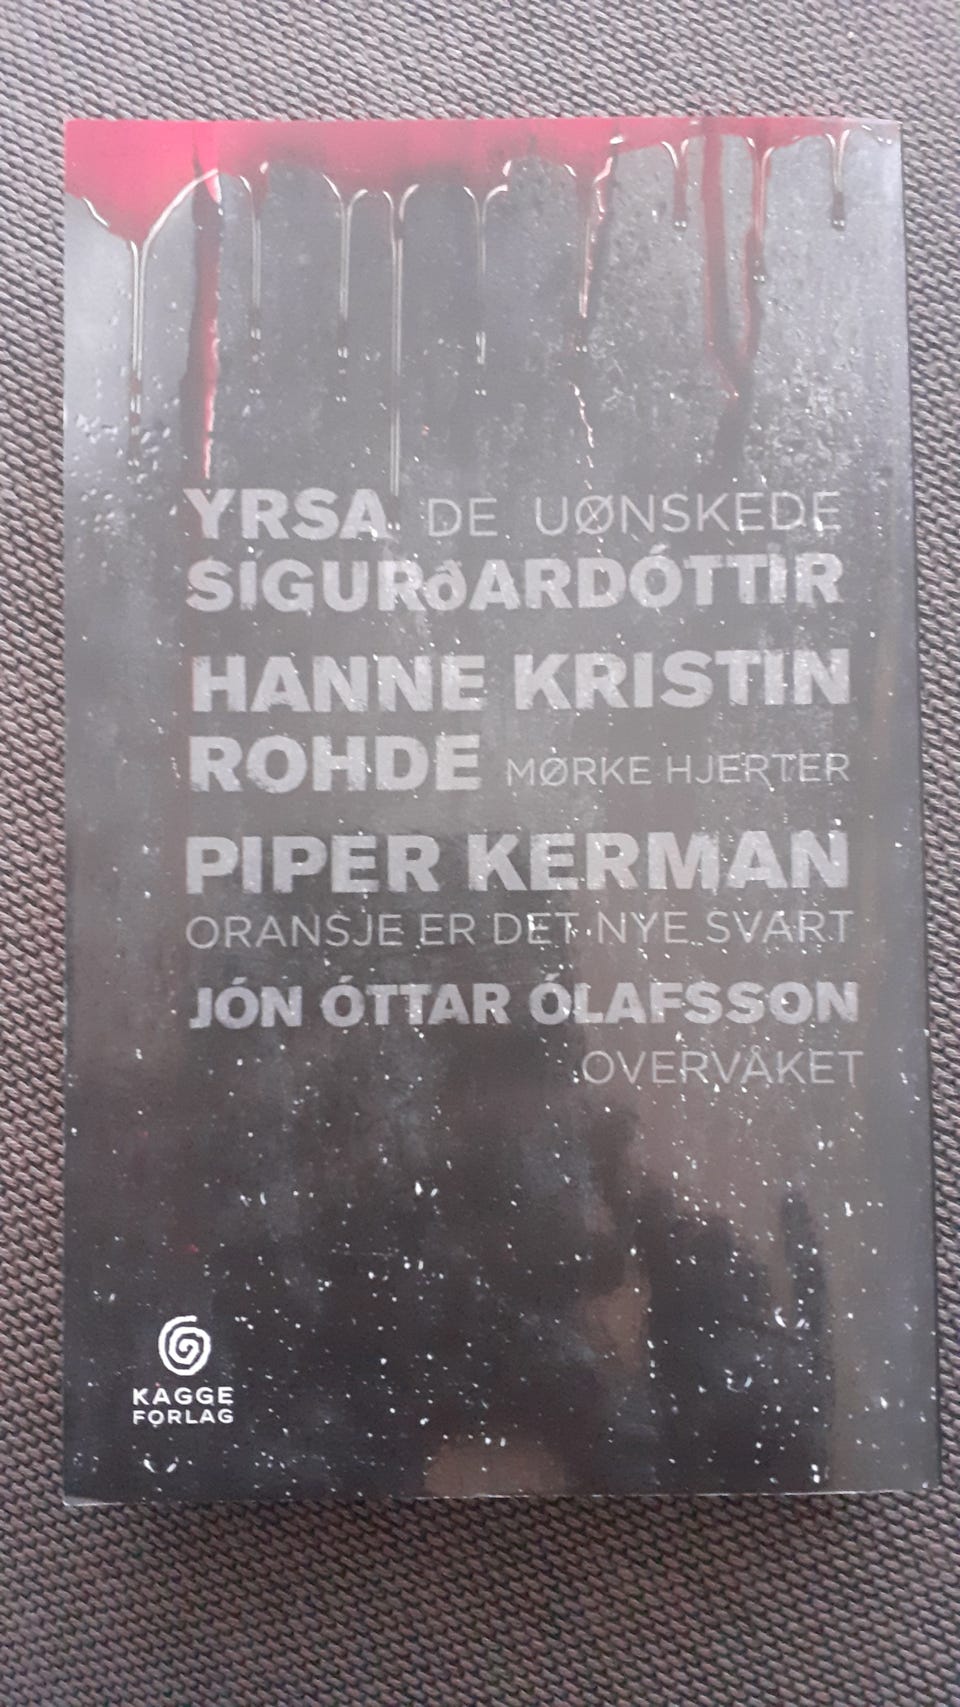 YRSA DE UØNSKEDE
SIGURðARDÓTTIR
HANNE KRISTIN
ROHDE MØRKE HJERTER
PIPER KERMAN
ORANSJE ER DET NYE SVART
JÓN ÓTTAR ÓLAFSSON
OVERVÅKET
KAGGE
FORLAG